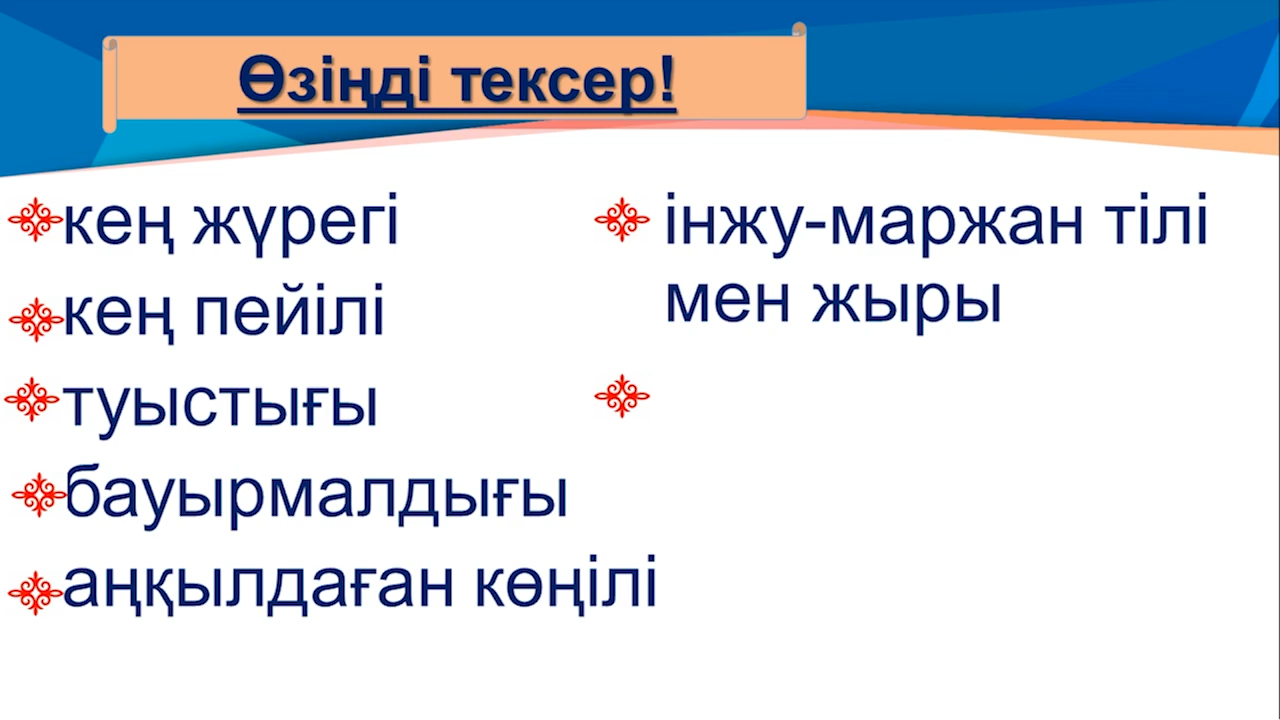 Өзіңді тексер!
кең жүрегі
кең пейілі
туыстығы
бауырмалдығы
аңқылдаған көңілі
інжу-маржан тілі
мен жыры